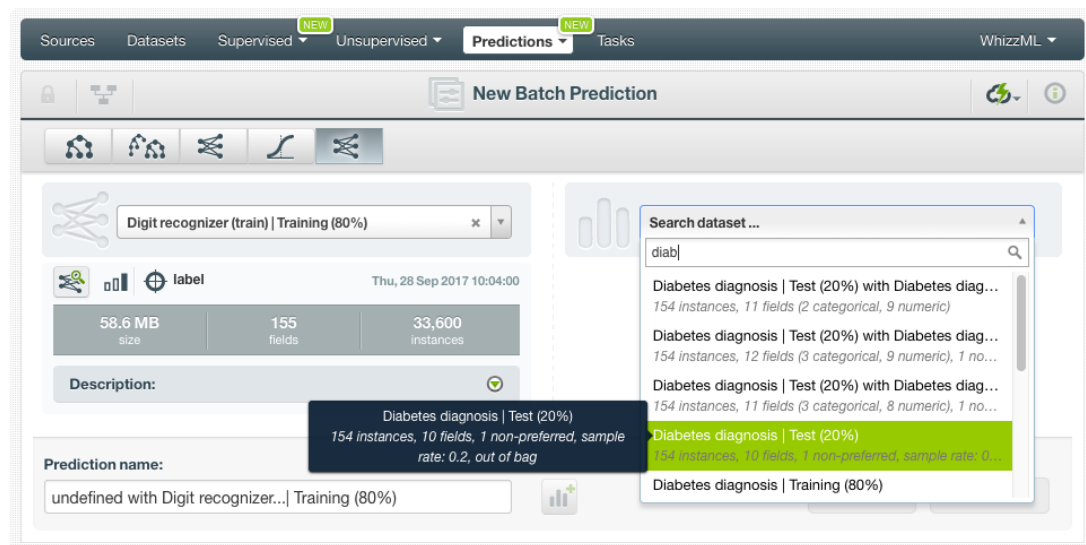 NEW
NEW
Sources Datasets Supervised Unsupervised Predictions Tasks WhizzML
New Batch Prediction
Digit recognizer (train) | Training (80%)
Search dataset ...
diab
label
Thu, 28 Sep 2017 10:04:00
58.6 MB 155 33,600
size fields instances
Description:
Diabetes diagnosis | Test (20%) with Diabetes diag...
154 instances, 11 fields (2 categorical, 9 numeric)
Diabetes diagnosis | Test (20%) with Diabetes diag...
154 instances, 12 fields (3 categorical, 9 numeric), 1 no...
Diabetes diagnosis | Test (20%) with Diabetes diag...
154 instances, 11 fields (3 categorical, 8 numeric), 1 no...
Diabetes diagnosis | Test (20%)
154 instances, 10 fields, 1 non-preferred, sample rate: 0...
Diabetes diagnosis | Training (80%)
Diabetes diagnosis | Test (20%)
154 instances, 10 fields, 1 non-preferred, sample
rate: 0.2, out of bag
Prediction name:
undefined with Digit recognizer...| Training (80%)